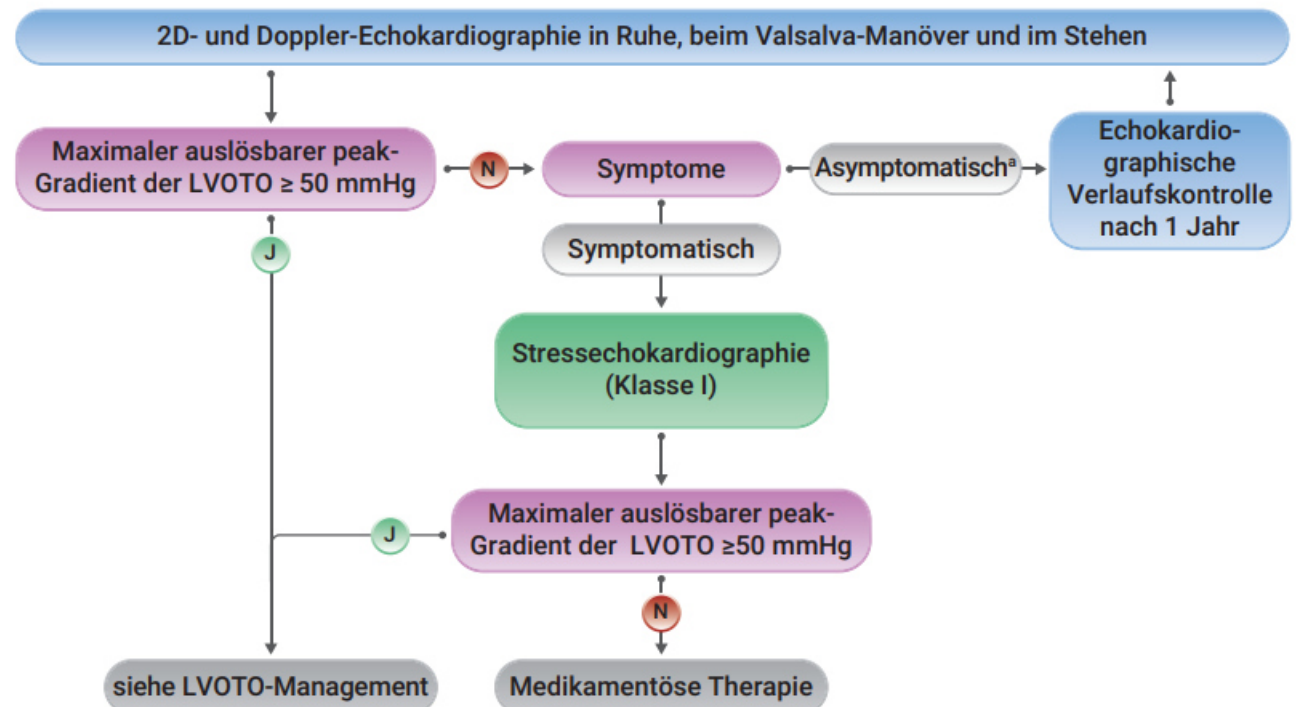 2D- und Doppler-Echokardiographie in Ruhe, beim Valsalva-Manöver und im Stehen
Maximaler auslösbarer peak-
Gradient der LVOTO ≥ 50 mmHg
N
Symptome
Asymptomatischᵃ
Echokardio-
graphische
Verlaufskontrolle
nach 1 Jahr
J
Symptomatisch
Stressechokardiographie
(Klasse I)
Maximaler auslösbarer peak-
Gradient der LVOTO ≥50 mmHg
J
N
siehe LVOTO-Management
Medikamentöse Therapie